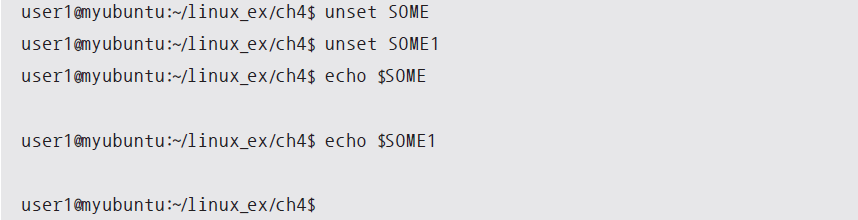 user1@myubuntu:~/linux_ex/ch4$ unset SOME
user1@myubuntu:~/linux_ex/ch4$ unset SOME1
user1@myubuntu:~/linux_ex/ch4$ echo $SOME
user1@myubuntu:~/linux_ex/ch4$ echo $SOME1
user1@myubuntu:~/linux_ex/ch4$